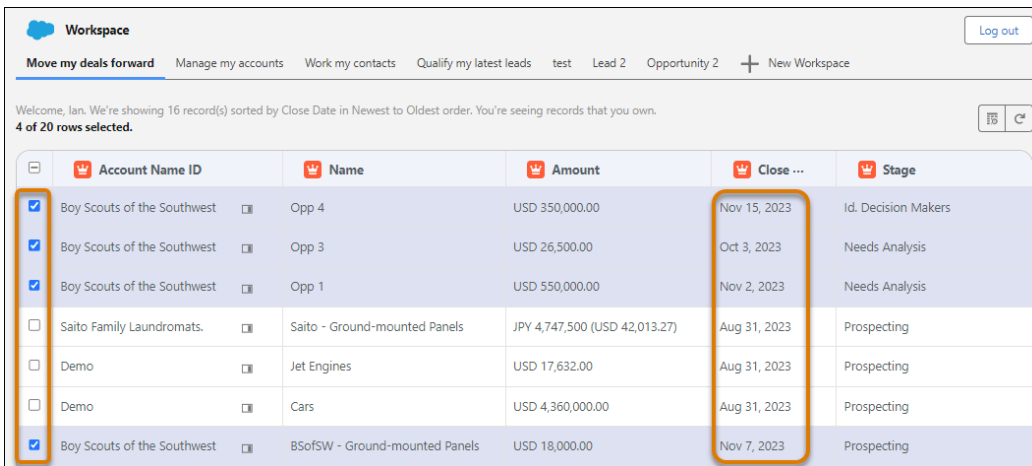 Workspace
Log out
Move my deals forward Manage my accounts Work my contacts Qualify my latest leads test Lead 2 Opportunity 2 New Workspace
Welcome, Ian. We're showing 16 record(s) sorted by Close Date in Newest to Oldest order. You're seeing records that you own.
4 of 20 rows selected.
Account Name ID Name Amount Close ... Stage
Boy Scouts of the Southwest Opp 4 USD 350,000.00 Nov 15, 2023 Id. Decision Makers
Boy Scouts of the Southwest Opp 3 USD 26,500.00 Oct 3, 2023 Needs Analysis
Boy Scouts of the Southwest Opp 1 USD 550,000.00 Nov 2, 2023 Needs Analysis
Saito Family Laundromats. Saito - Ground-mounted Panels JPY 4,747,500 (USD 42,013.27) Aug 31, 2023 Prospecting
Demo Jet Engines USD 17,632.00 Aug 31, 2023 Prospecting
Demo Cars USD 4,360,000.00 Aug 31, 2023 Prospecting
Boy Scouts of the Southwest BSofSW - Ground-mounted Panels USD 18,000.00 Nov 7, 2023 Prospecting